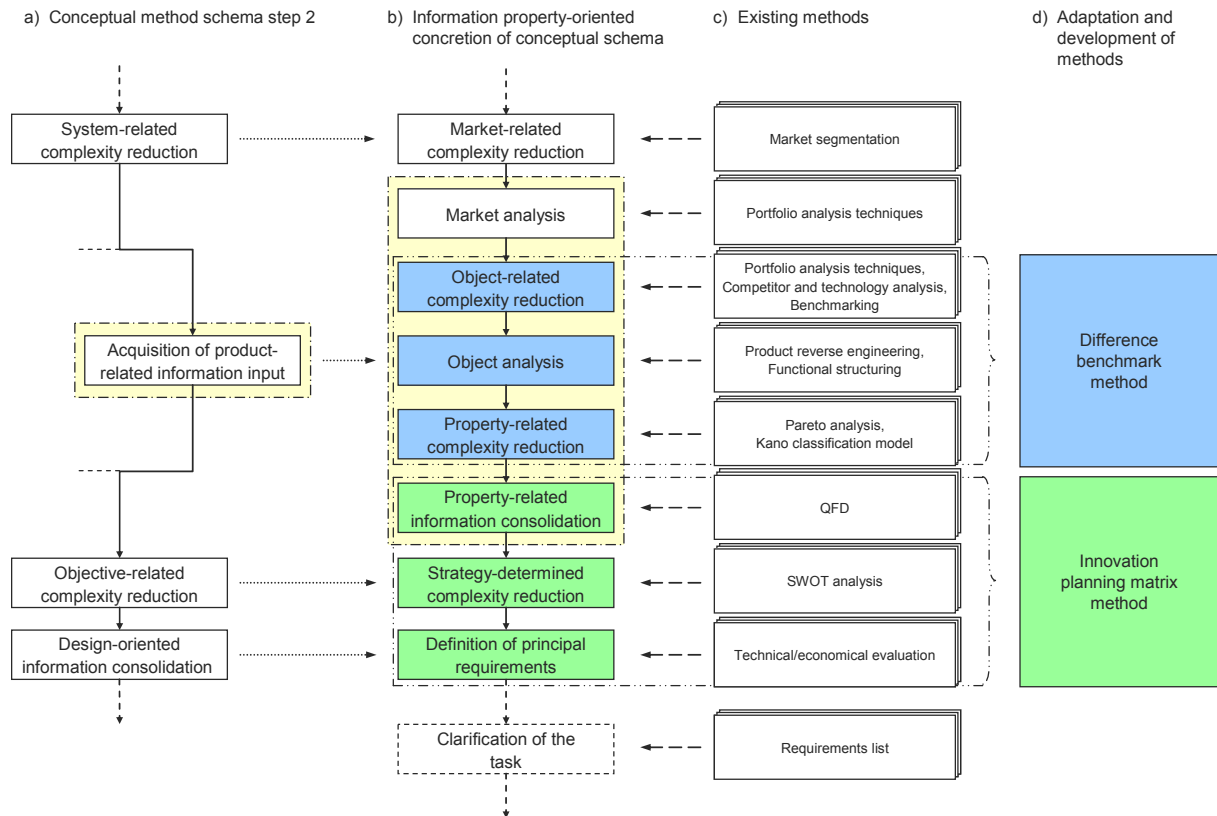 a) Conceptual method schema step 2
b) Information property-oriented
concretion of conceptual schema
c) Existing methods
d) Adaptation and
development of
methods
System-related
complexity reduction
Market-related
complexity reduction
Market segmentation
Market analysis
Portfolio analysis techniques
Object-related
complexity reduction
Portfolio analysis techniques,
Competitor and technology analysis,
Benchmarking
Acquisition of product-
related information input
Object analysis
Product reverse engineering,
Functional structuring
Difference
benchmark
method
Property-related
complexity reduction
Pareto analysis,
Kano classification model
Property-related
information consolidation
QFD
Objective-related
complexity reduction
Strategy-determined
complexity reduction
SWOT analysis
Innovation
planning matrix
method
Design-oriented
information consolidation
Definition of principal
requirements
Technical/economical evaluation
Clarification of the
task
Requirements list